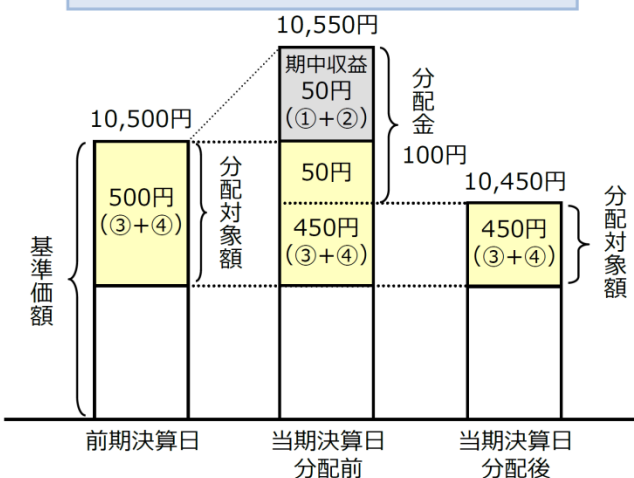 10,550円
期中収益
50円
(①+②)
分配金
100円
10,500円
500円
(③+④)
分配対象額
50円
450円
(③+④)
10,450円
450円
(③+④)
分配対象額
基準価額
前期決算日
当期決算日
分配前
当期決算日
分配後